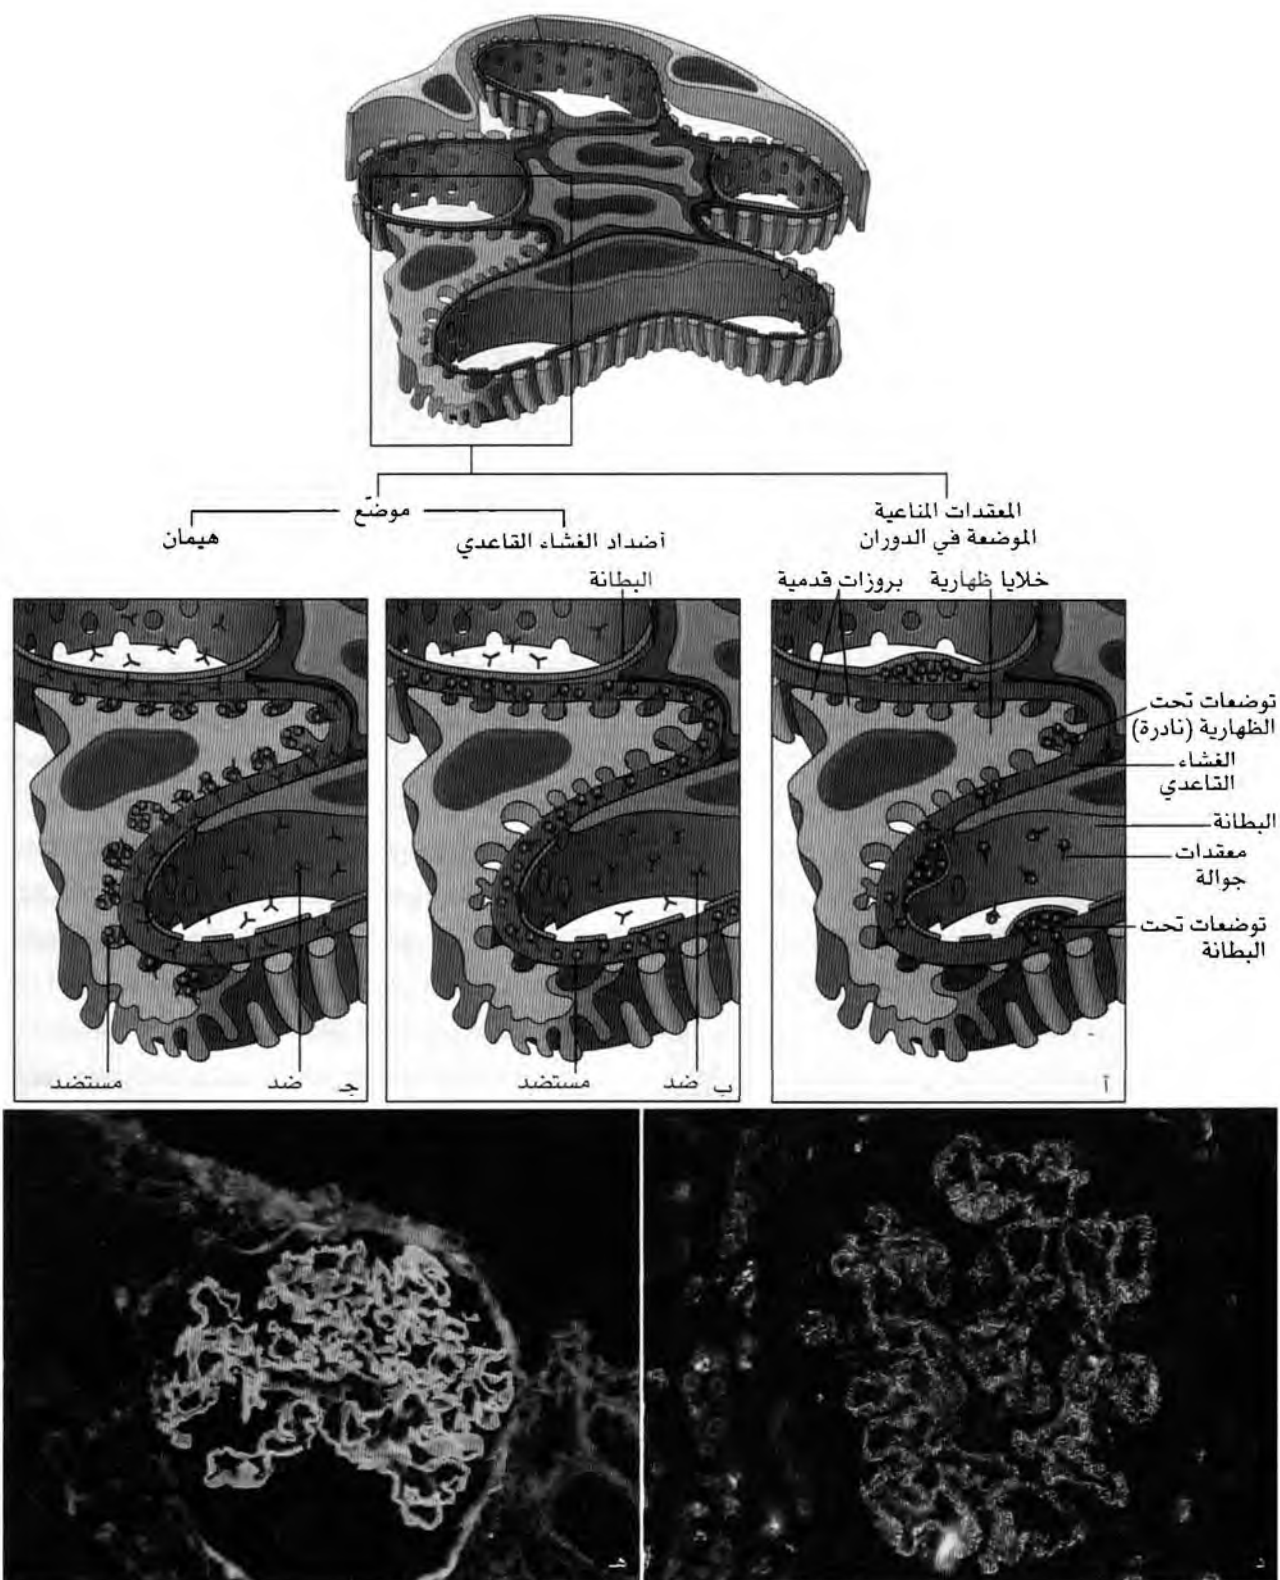 المعقدات المناعية
الموضعة في الدوران
موضّع
أضداد الغشاء القاعدي
هيمان
خلايا ظهارية
بروزات قدمية
البطانة
توضعات تحت
الظهارية (نادرة)
الغشاء
القاعدي
البطانة
معقدات
جوالة
توضعات تحت
البطانة
آ
ضد
ب
مستضد
جـ
ضد
مستضد
د
هـ